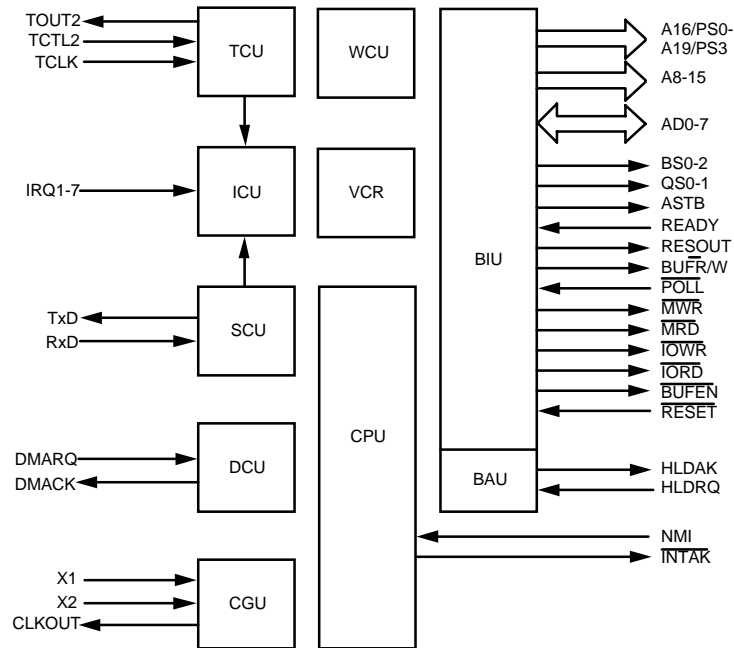 TOUT2
TCTL2
TCLK
TCU
WCU
A16/PS0-
A19/PS3
A8-15
AD0-7
IRQ1-7
ICU
VCR
BIU
BS0-2
QS0-1
ASTB
READY
RESOUT
BUFR/W
POLL
MWR
MRD
IOWR
IORD
BUFEN
RESET
TxD
RxD
SCU
CPU
DMARQ
DMACK
DCU
BAU
HLDAK
HLDRQ
NMI
INTAK
X1
X2
CLKOUT
CGU